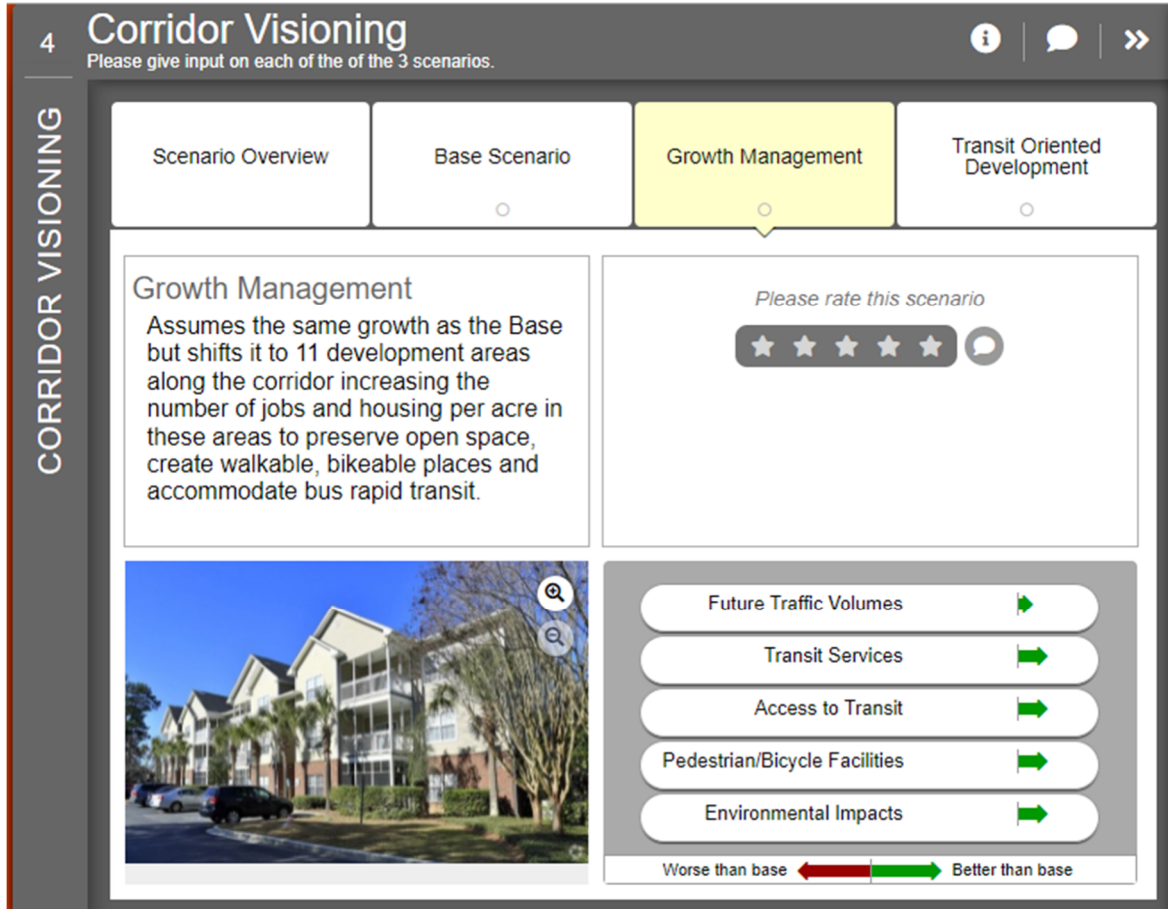 4
Corridor Visioning
Please give input on each of the of the 3 scenarios.
CORRIDOR VISIONING
Scenario Overview
Base Scenario
Growth Management
Transit Oriented
Development
Growth Management
Assumes the same growth as the Base
but shifts it to 11 development areas
along the corridor increasing the
number of jobs and housing per acre in
these areas to preserve open space,
create walkable, bikeable places and
accommodate bus rapid transit.
Please rate this scenario
Future Traffic Volumes
Transit Services
Access to Transit
Pedestrian/Bicycle Facilities
Environmental Impacts
Worse than base
Better than base